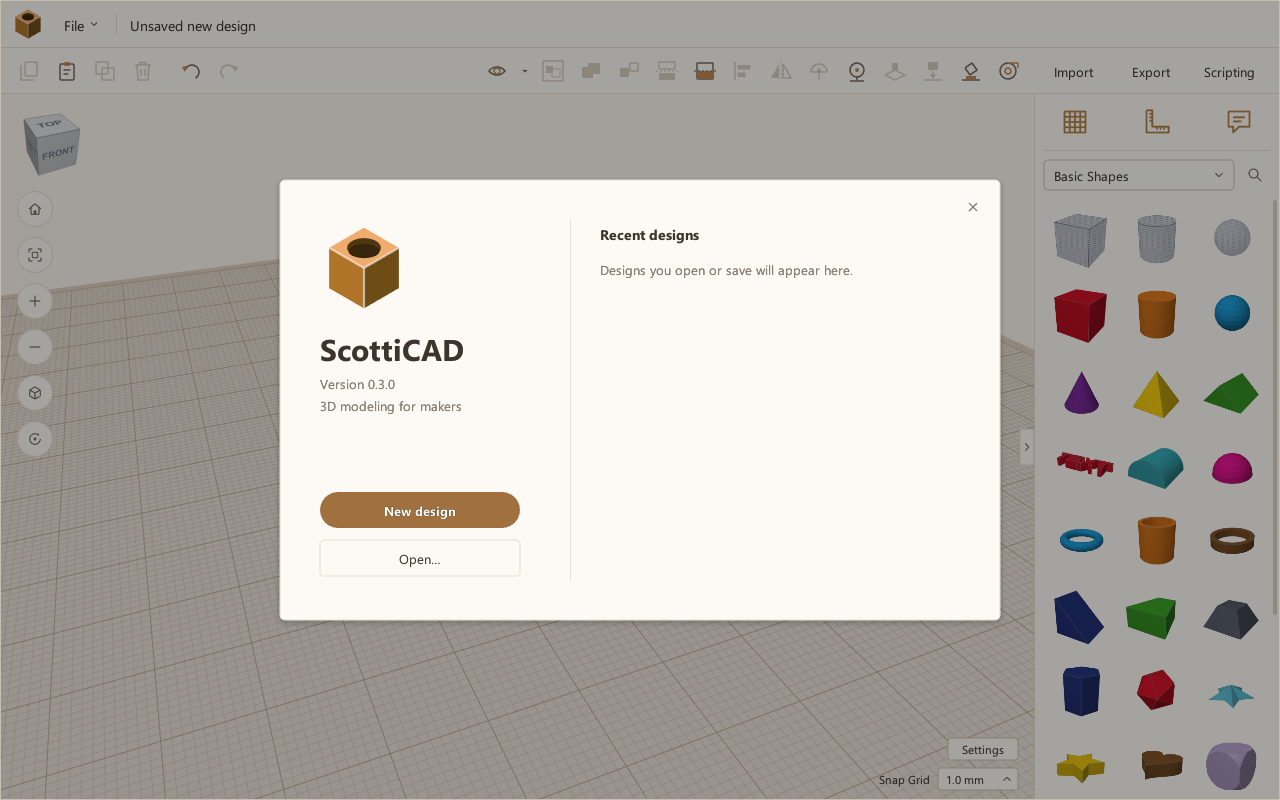 File
Unsaved new design
Import
Export
Scripting
TOP
FRONT
Basic Shapes
Recent designs
Designs you open or save will appear here.
ScottiCAD
Version 0.3.0
3D modeling for makers
New design
Open...
Settings
Snap Grid
1.0 mm